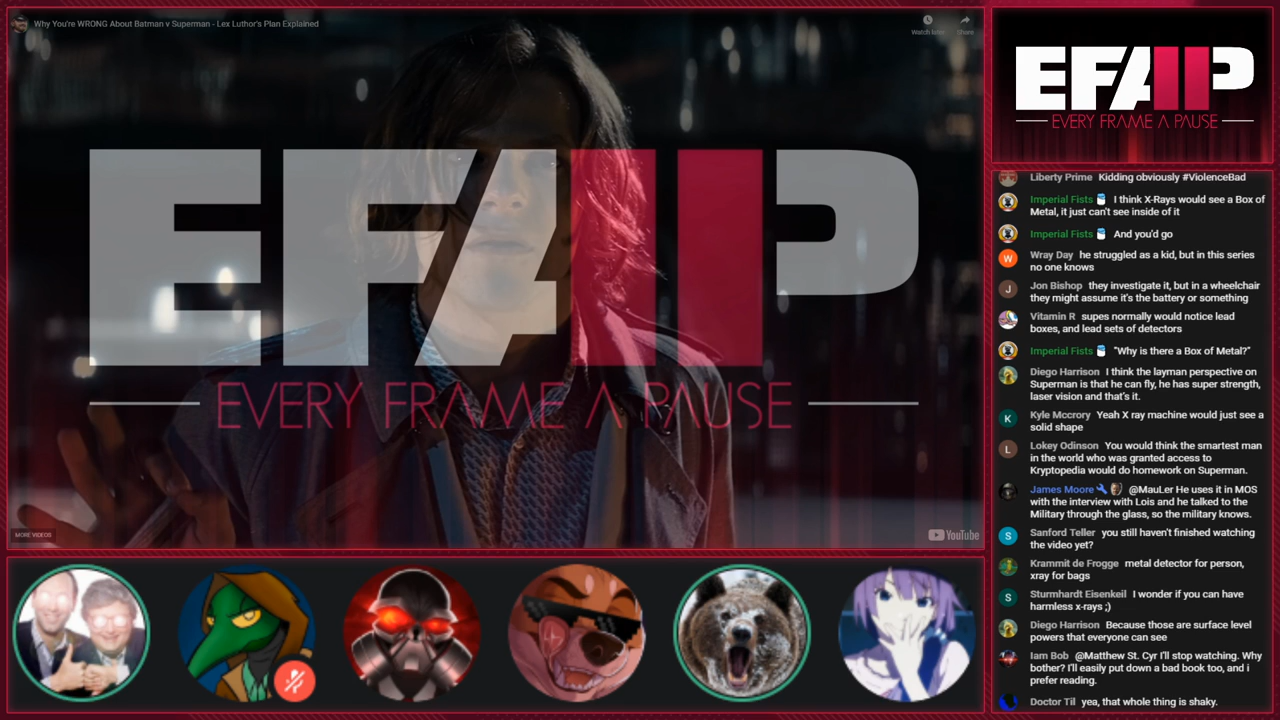 Why You're WRONG About Batman v Superman - Lex Luthor's Plan Explained
Watch later
Share
EFAP
EVERY FRAME A PAUSE
MORE VIDEOS
YouTube
EFAP
EVERY FRAME A PAUSE
Liberty Prime Kidding obviously #ViolenceBad
Imperial Fists I think X-Rays would see a Box of
Metal, it just can't see inside of it
Imperial Fists And you'd go
W
Wray Day he struggled as a kid, but in this series
no one knows
J
Jon Bishop they investigate it, but in a wheelchair
they might assume it's the battery or something
Vitamin R supes normally would notice lead
boxes, and lead sets of detectors
Imperial Fists "Why is there a Box of Metal?"
Diego Harrison I think the layman perspective on
Superman is that he can fly, he has super strength,
laser vision and that's it.
K
Kyle Mccrory Yeah X ray machine would just see a
solid shape
L
Lokey Odinson You would think the smartest man
in the world who was granted access to
Kryptopedia would do homework on Superman.
James Moore @MauLer He uses it in MOS
with the interview with Lois and he talked to the
Military through the glass, so the military knows.
S
Sanford Teller you still haven't finished watching
the video yet?
Krammit de Frogge metal detector for person,
xray for bags
S
Sturmhardt Eisenkeil I wonder if you can have
harmless x-rays ;)
Diego Harrison Because those are surface level
powers that everyone can see
Iam Bob @Matthew St. Cyr I'll stop watching. Why
bother? I'll easily put down a bad book too, and i
prefer reading.
Doctor Til yea, that whole thing is shaky.